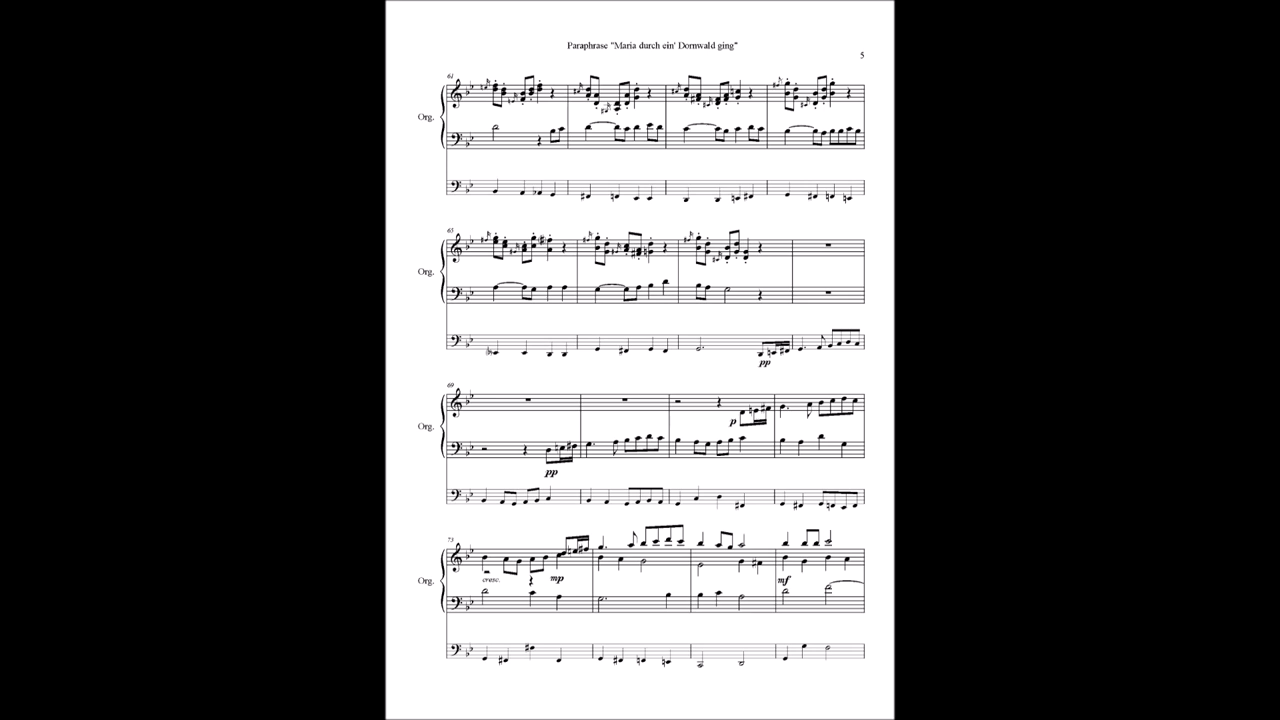 Paraphrase "Maria durch ein' Dornwald ging"
5
61
Org.
65
Org.
pp
69
Org.
p
pp
73
Org.
cresc.
mp
mf